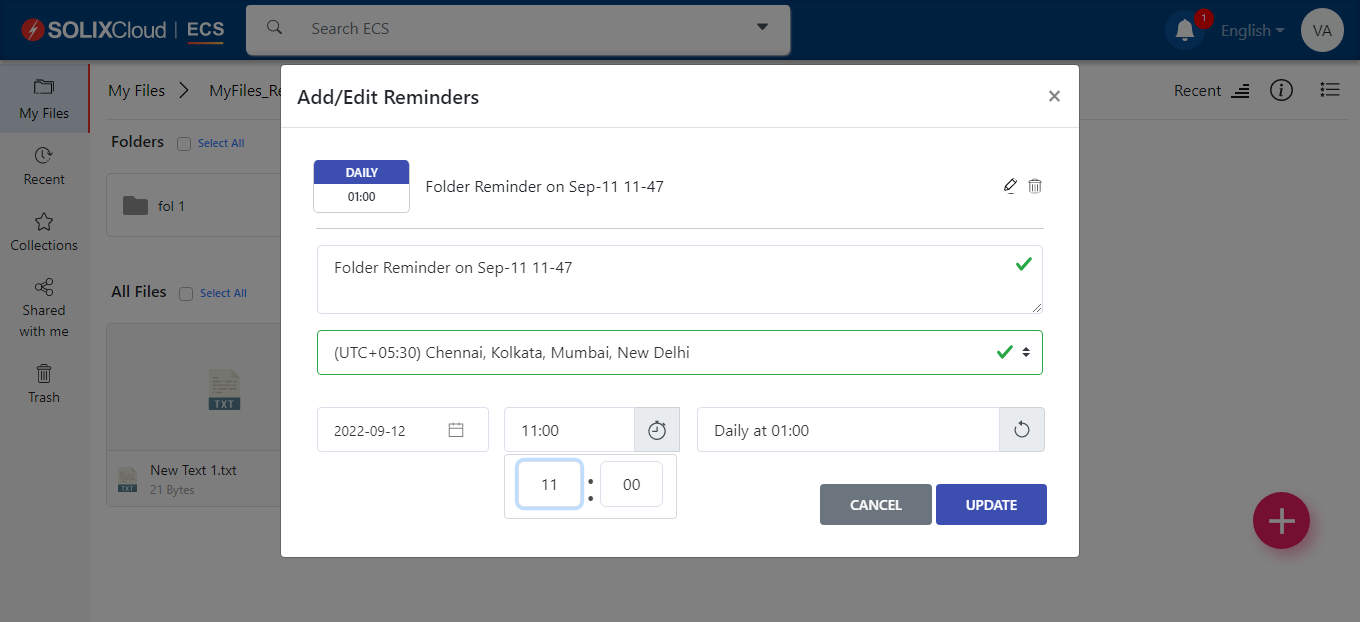 SOLIXCloud | ECS
Search ECS
1
English
VA
My Files
Recent
Collections
Shared
with me
Trash
My Files
MyFiles_Re
Recent
Folders
Select All
fol 1
All Files
Select All
TXT
TXT
New Text 1.txt
21 Bytes
Add/Edit Reminders
×
DAILY
01:00
Folder Reminder on Sep-11 11-47
Folder Reminder on Sep-11 11-47
(UTC+05:30) Chennai, Kolkata, Mumbai, New Delhi
2022-09-12
11:00
Daily at 01:00
11 : 00
CANCEL
UPDATE